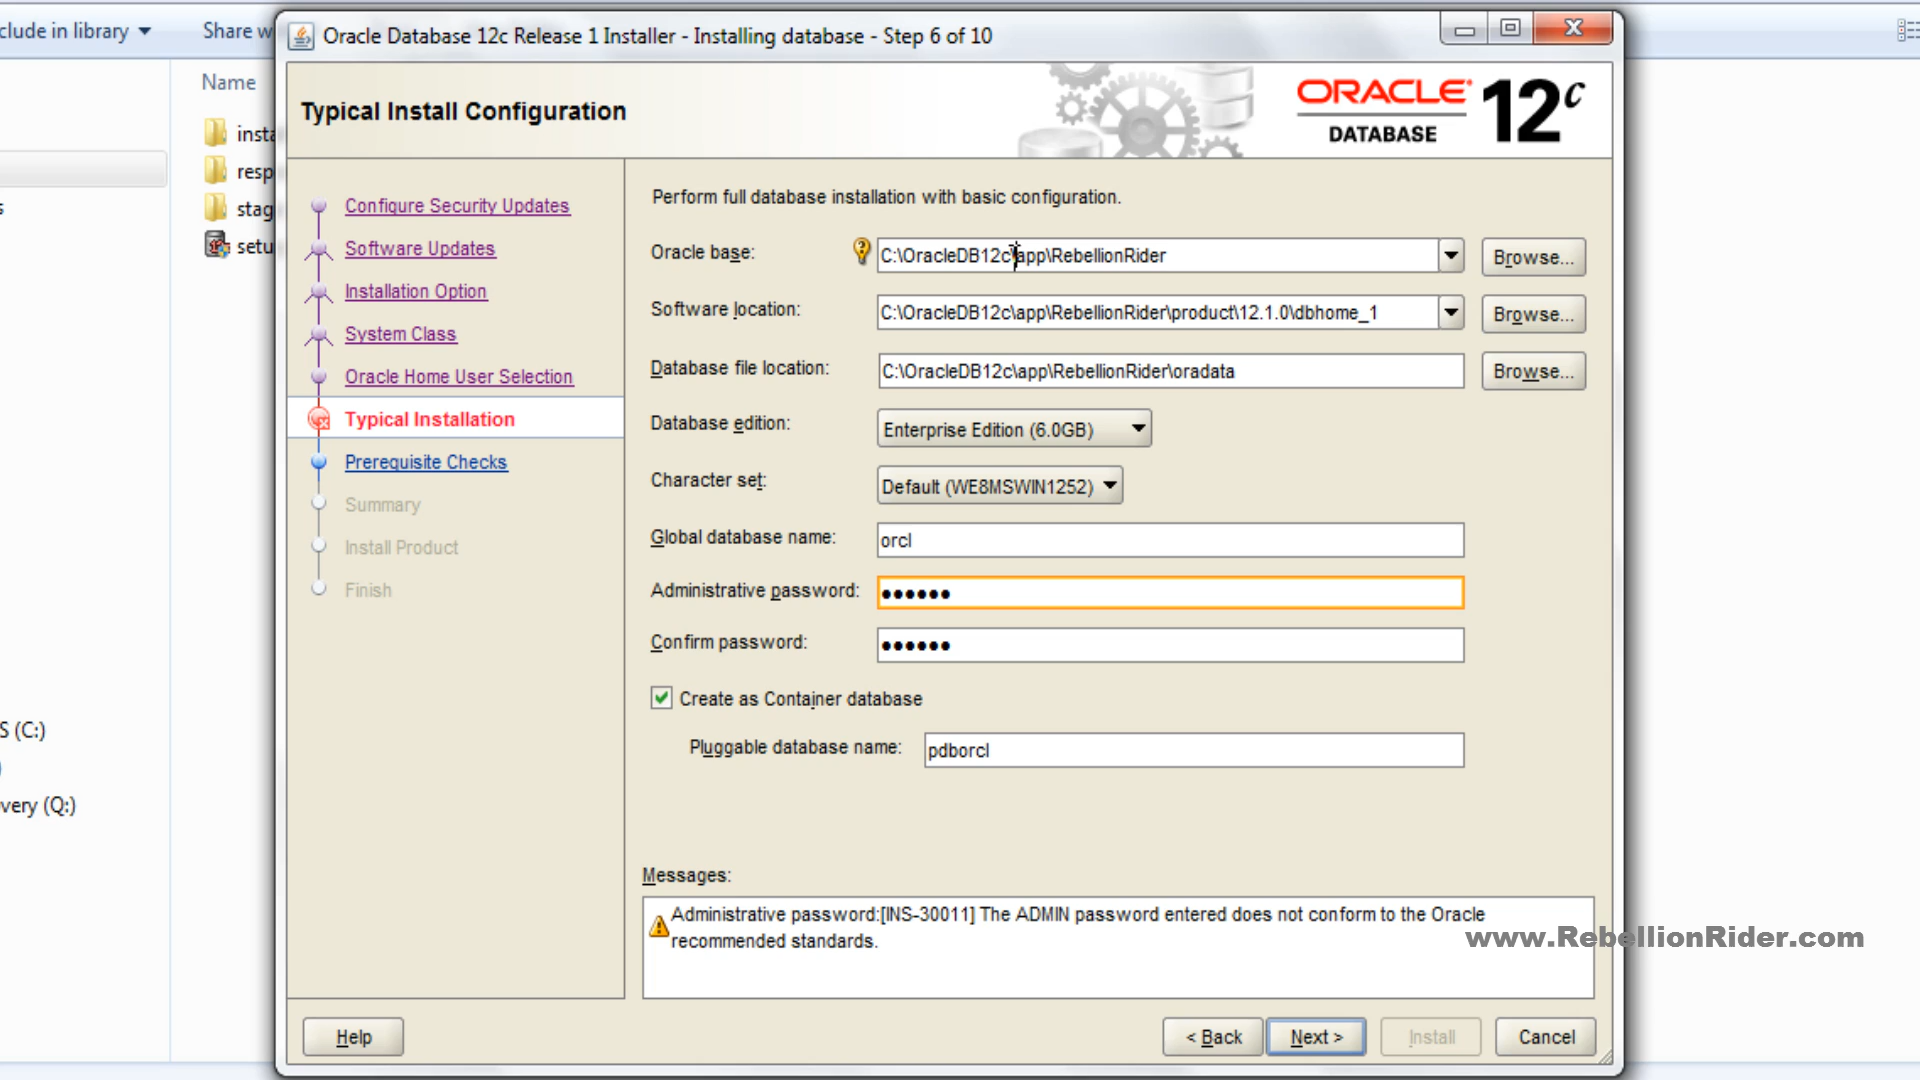 clude in library
Share w
Oracle Database 12c Release 1 Installer - Installing database - Step 6 of 10
Name
insta
resp
stag
setu
S (C:)
)
very (Q:)
Typical Install Configuration
ORACLE
DATABASE
12c
Configure Security Updates
Software Updates
Installation Option
System Class
Oracle Home User Selection
Typical Installation
Prerequisite Checks
Summary
Install Product
Finish
Perform full database installation with basic configuration.
Oracle base: C:\OracleDB12c\app\RebellionRider Browse...
Software location: C:\OracleDB12c\app\RebellionRider\product\12.1.0\dbhome_1 Browse...
Database file location: C:\OracleDB12c\app\RebellionRider\oradata Browse...
Database edition: Enterprise Edition (6.0GB)
Character set: Default (WE8MSWIN1252)
Global database name: orcl
Administrative password: ●●●●●●
Confirm password: ●●●●●●
Create as Container database
Pluggable database name: pdborcl
Messages:
Administrative password:[INS-30011] The ADMIN password entered does not conform to the Oracle
recommended standards.
www.RebellionRider.com
Help
< Back
Next >
Install
Cancel